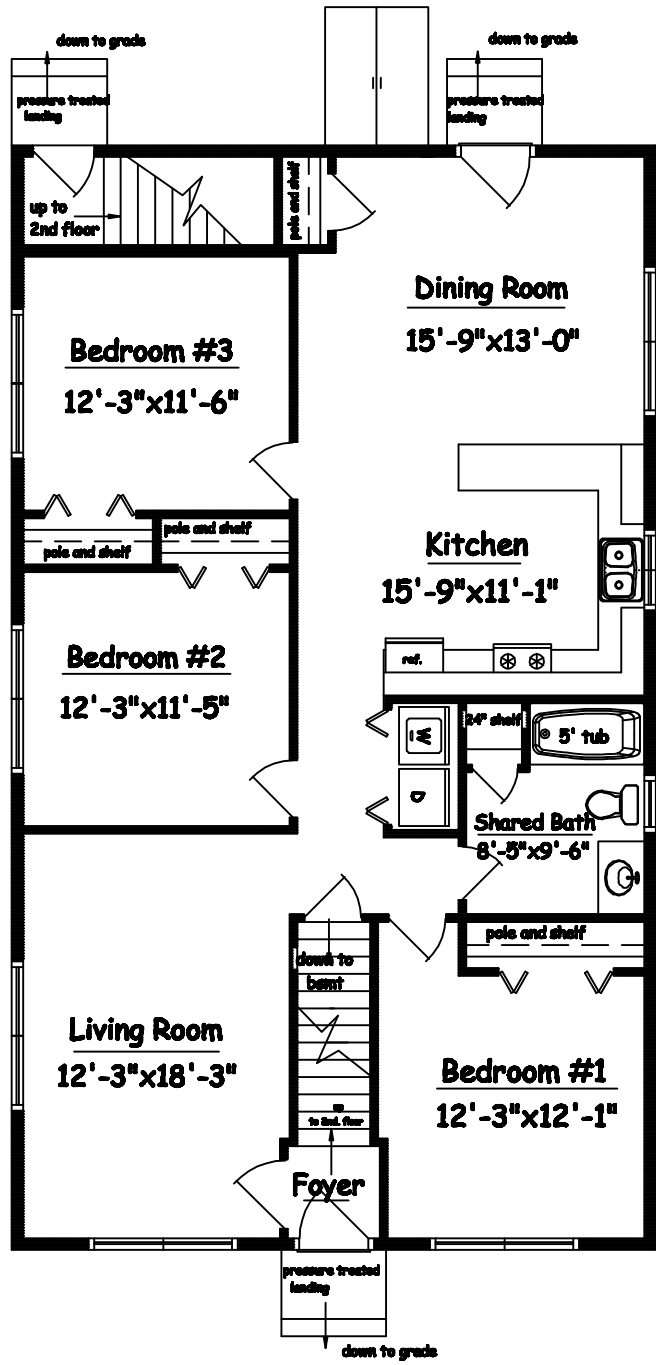 down to grade
down to grade
pressure treated
landing
pressure treated
landing
up to
2nd floor
pole and shelf
Dining Room
15'-9"x13'-0"
Bedroom #3
12'-3"x11'-6"
pole and shelf
pole and shelf
Kitchen
15'-9"x11'-1"
ref.
Bedroom #2
12'-3"x11'-5"
W
D
24" shelf
5' tub
Shared Bath
8'-5"x9'-6"
pole and shelf
down to
bsmt
Living Room
12'-3"x18'-3"
Bedroom #1
12'-3"x12'-1"
up
to 2nd. floor
Foyer
pressure treated
landing
down to grade